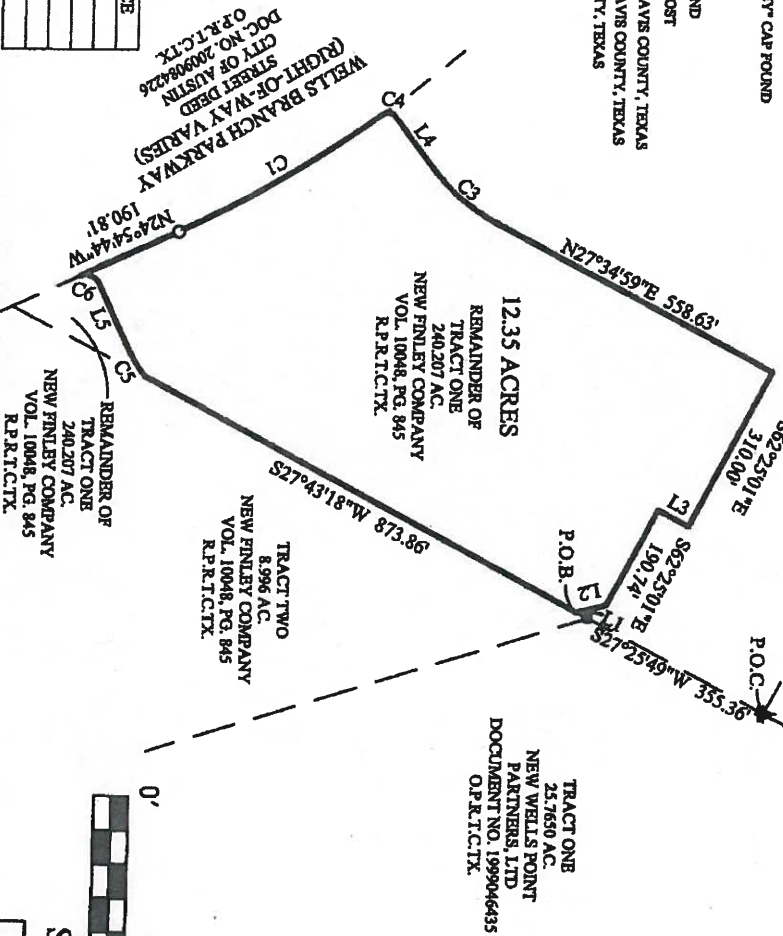 Y" CAP FOUND
ND
OST
AVIS COUNTY, TEXAS
AVIS COUNTY, TEXAS
TY, TEXAS
CE
WELLS BRANCH PARKWAY
(RIGHT-OF-WAY VARIES)
STREET DEED
CITY OF AUSTIN
DOC. NO. 2009084226
O.P.R.T.C.TX.
C4
L4
C3
C1
N24°54'44"W
190.81'
C6
L5
C5
N27°34'59"E 558.63'
S62°25'01"E
310.00'
L3
S62°25'01"E
190.74'
L2
L1
P.O.B.
S27°25'49"W 355.36'
P.O.C.
12.35 ACRES
REMAINDER OF
TRACT ONE
240.207 AC.
NEW FINLEY COMPANY
VOL. 10048, PG. 845
R.P.R.T.C.TX.
S27°43'18"W 873.86'
REMAINDER OF
TRACT ONE
240.207 AC.
NEW FINLEY COMPANY
VOL. 10048, PG. 845
R.P.R.T.C.TX.
TRACT TWO
8.996 AC.
NEW FINLEY COMPANY
VOL. 10048, PG. 845
R.P.R.T.C.TX.
TRACT ONE
25.7650 AC.
NEW WELLS POINT
PARTNERS, LTD
DOCUMENT NO. 1999046435
O.P.R.T.C.TX.
0'